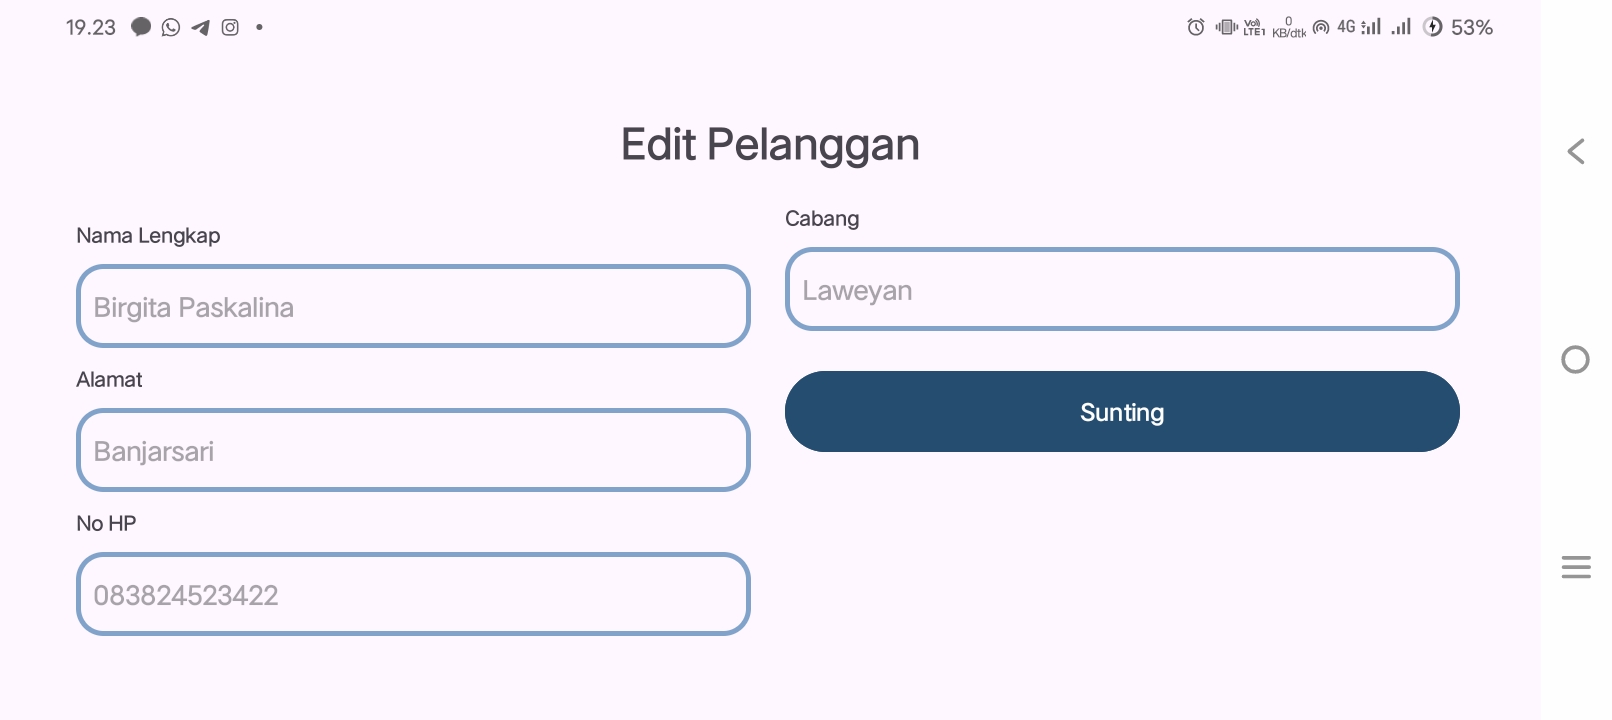 19.23
Vo)) LTE1 0 KB/dtk 4G 53%
Edit Pelanggan
Nama Lengkap
Birgita Paskalina
Alamat
Banjarsari
No HP
083824523422
Cabang
Laweyan
Sunting